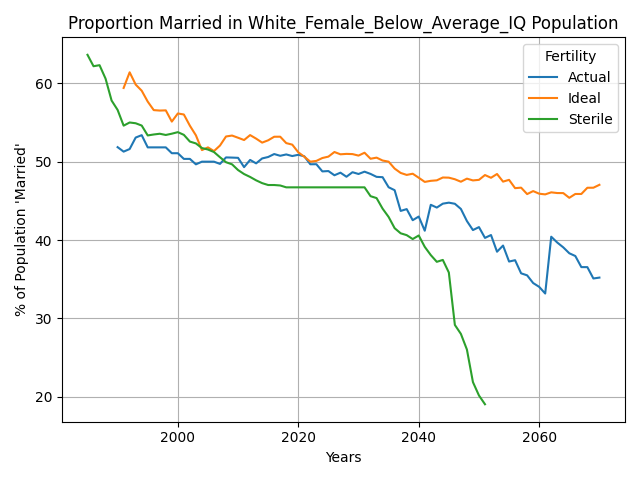 Proportion Married in White_Female_Below_Average_IQ Population
% of Population 'Married'
Fertility
Actual
Ideal
Sterile
60
50
40
30
20
2000
2020
2040
2060
Years